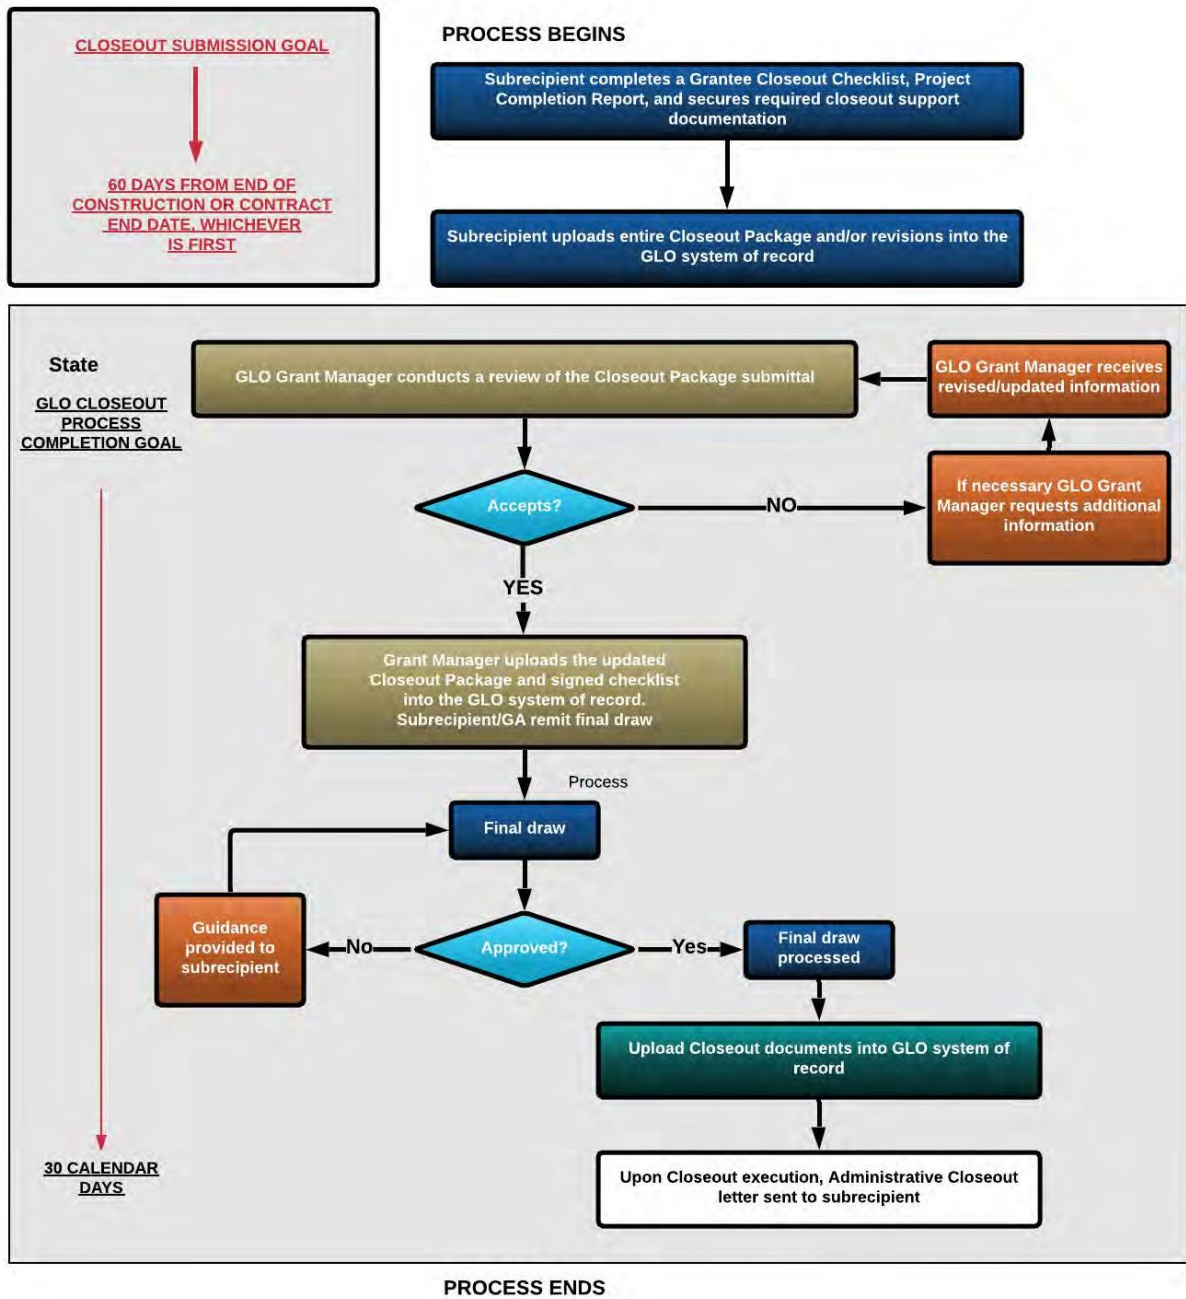 CLOSEOUT SUBMISSION GOAL
60 DAYS FROM END OF
CONSTRUCTION OR CONTRACT
END DATE, WHICHEVER
IS FIRST
PROCESS BEGINS
Subrecipient completes a Grantee Closeout Checklist, Project
Completion Report, and secures required closeout support
documentation
Subrecipient uploads entire Closeout Package and/or revisions into the
GLO system of record
State
GLO CLOSEOUT
PROCESS
COMPLETION GOAL
GLO Grant Manager conducts a review of the Closeout Package submittal
GLO Grant Manager receives
revised/updated information
Accepts?
NO
If necessary GLO Grant
Manager requests additional
information
YES
Grant Manager uploads the updated
Closeout Package and signed checklist
into the GLO system of record.
Subrecipient/GA remit final draw
Process
Final draw
Guidance
provided to
subrecipient
No
Approved?
Yes
Final draw
processed
Upload Closeout documents into GLO system of
record
30 CALENDAR
DAYS
Upon Closeout execution, Administrative Closeout
letter sent to subrecipient
PROCESS ENDS